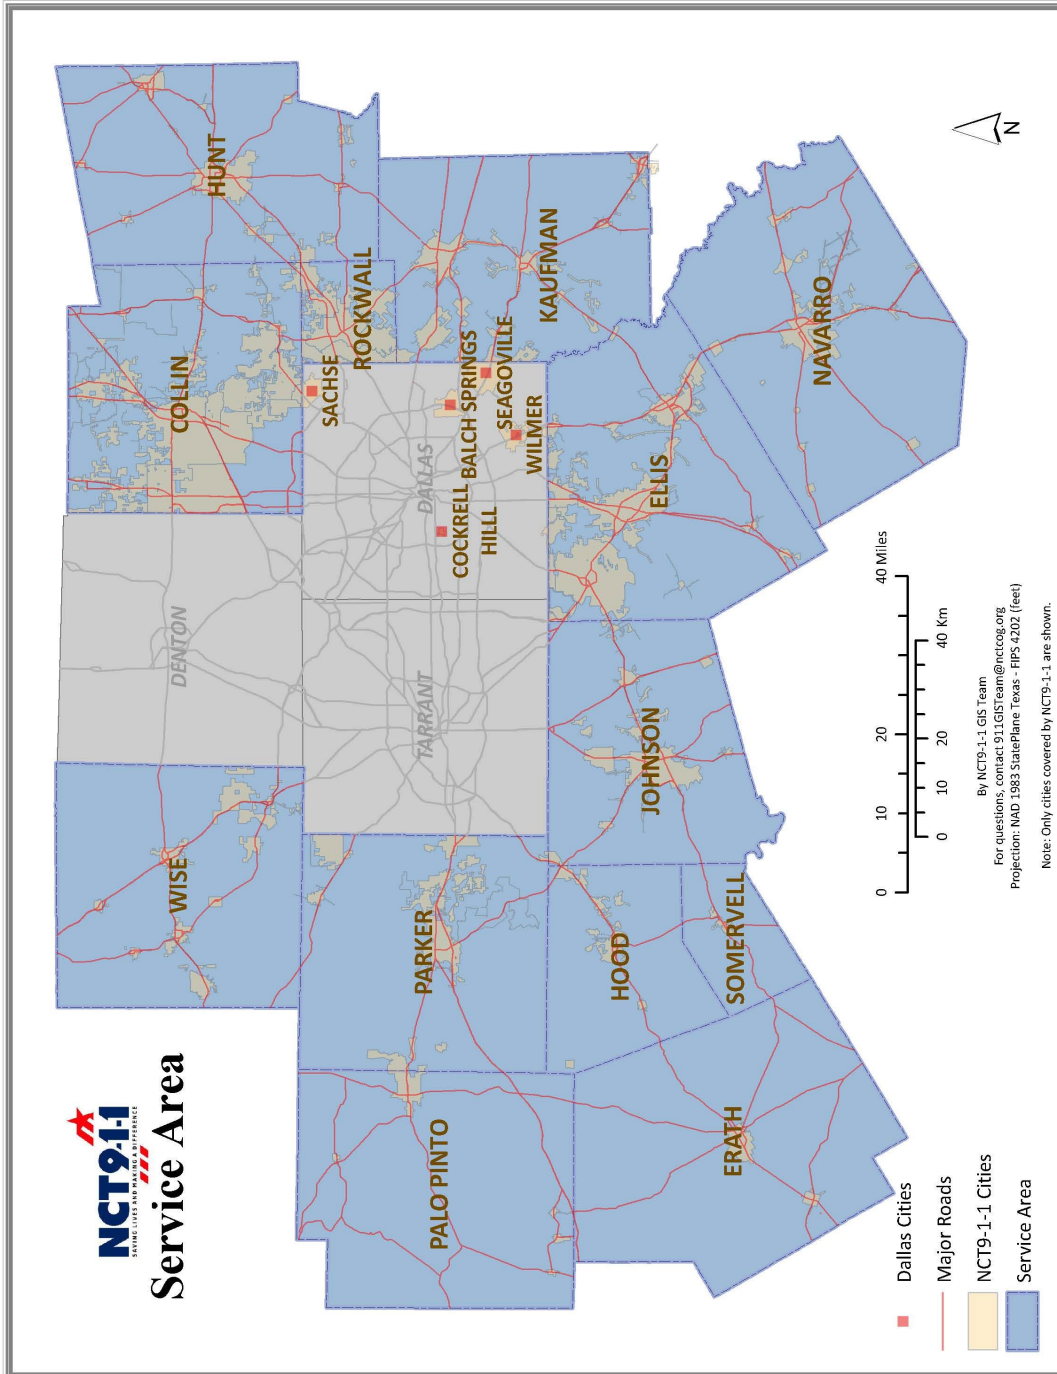 NCT9-1-1
SAVING LIVES AND MAKING A DIFFERENCE
Service Area
WISE
DENTON
COLLIN
HUNT
PALO PINTO
PARKER
TARRANT
DALLAS
SACHSE
ROCKWALL
COCKRELL
HILLL
BALCH SPRINGS
SEAGOVILLE
WILMER
KAUFMAN
ERATH
HOOD
SOMERVELL
JOHNSON
ELLIS
NAVARRO
Dallas Cities
Major Roads
NCT9-1-1 Cities
Service Area
0 10 20 40 Miles
0 10 20 40 Km
By NCT9-1-1 GIS Team
For questions, contact 911GISTeam@nctcog.org
Projection: NAD 1983 StatePlane Texas - FIPS 4202 (feet)
Note: Only cities covered by NCT9-1-1 are shown.
N